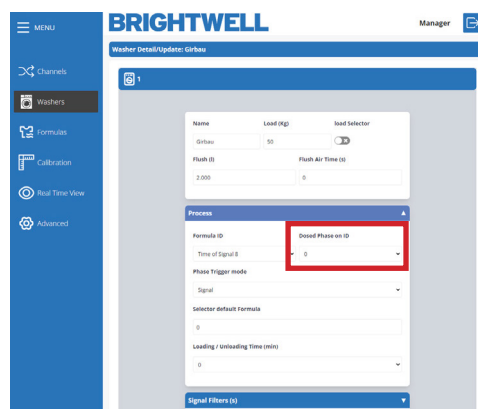 MENU
BRIGHTWELL
Manager
Washer Detail/Update: Girbau
Channels
Washers
Formulas
Calibration
Real Time View
Advanced
1
Name Load (Kg) load Selector
Girbau 50
Flush (l) Flush Air Time (s)
2.000 0
Process
Formula ID Dosed Phase on ID
Time of Signal 8 0
Phase Trigger mode
Signal
Selector default Formula
0
Loading / Unloading Time (min)
0
Signal Filters (s)